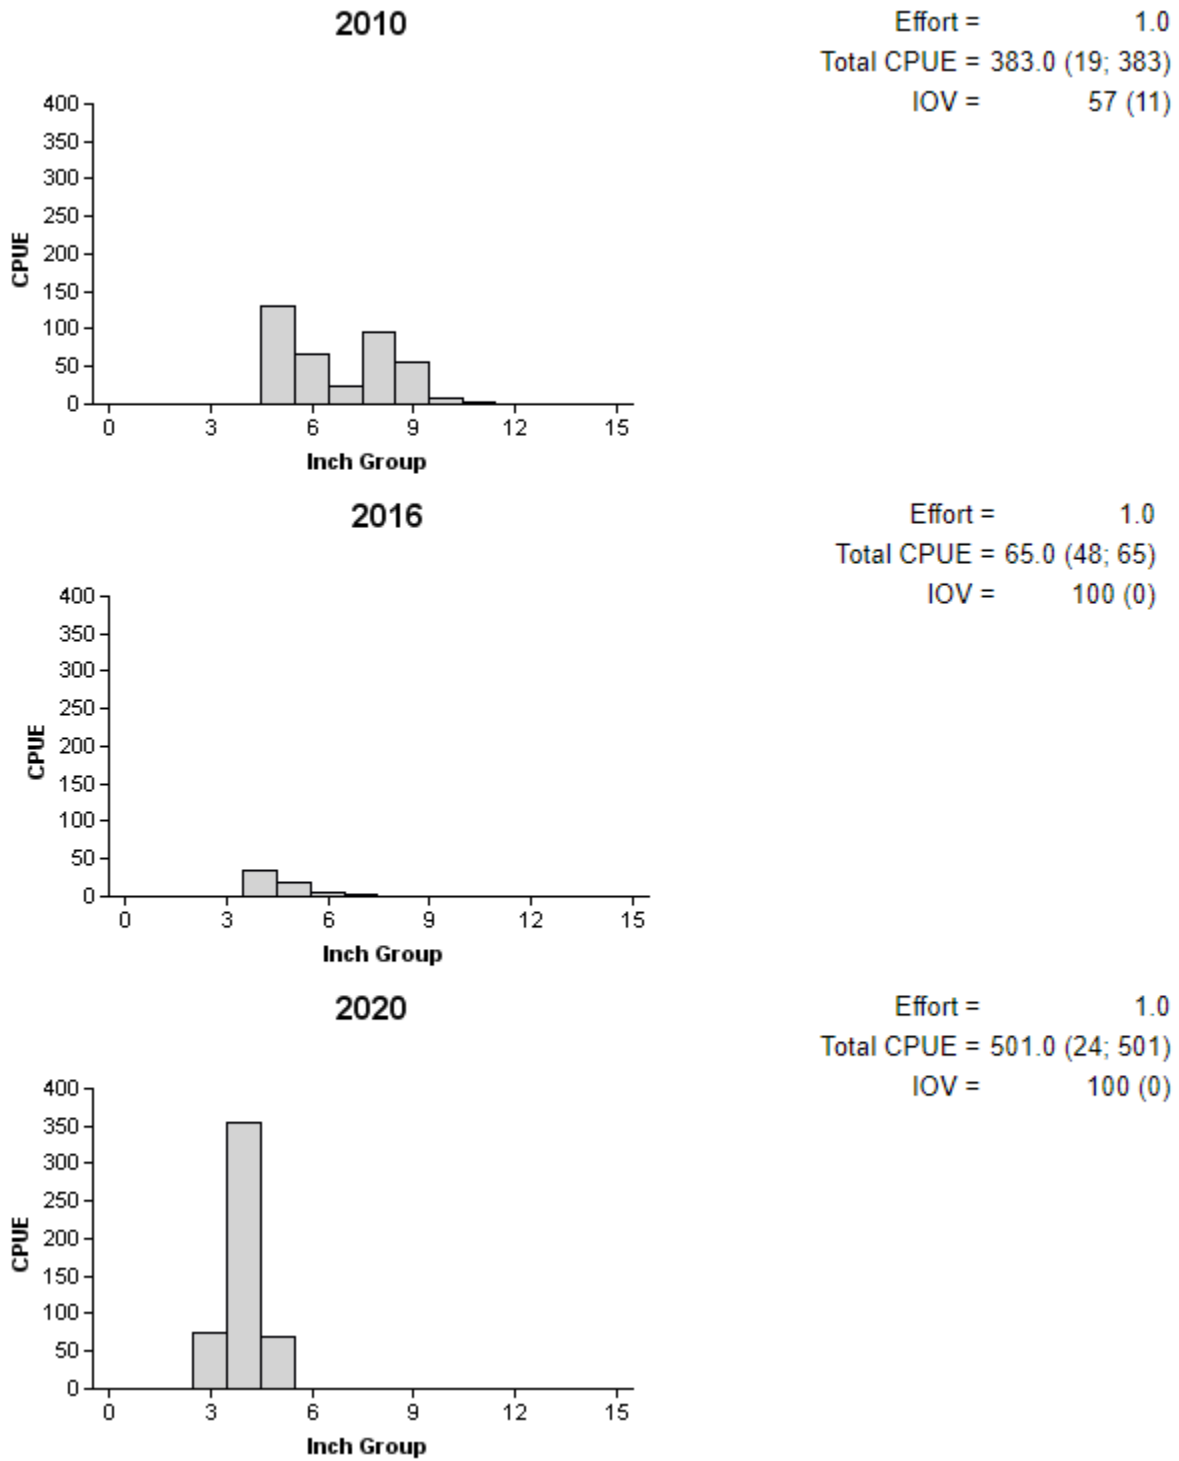 2010
Effort = 1.0
Total CPUE = 383.0 (19; 383)
IOV = 57 (11)
400
350
300
250
200
150
100
50
0
CPUE
0 3 6 9 12 15
Inch Group
2016
Effort = 1.0
Total CPUE = 65.0 (48; 65)
IOV = 100 (0)
400
350
300
250
200
150
100
50
0
CPUE
0 3 6 9 12 15
Inch Group
2020
Effort = 1.0
Total CPUE = 501.0 (24; 501)
IOV = 100 (0)
400
350
300
250
200
150
100
50
0
CPUE
0 3 6 9 12 15
Inch Group